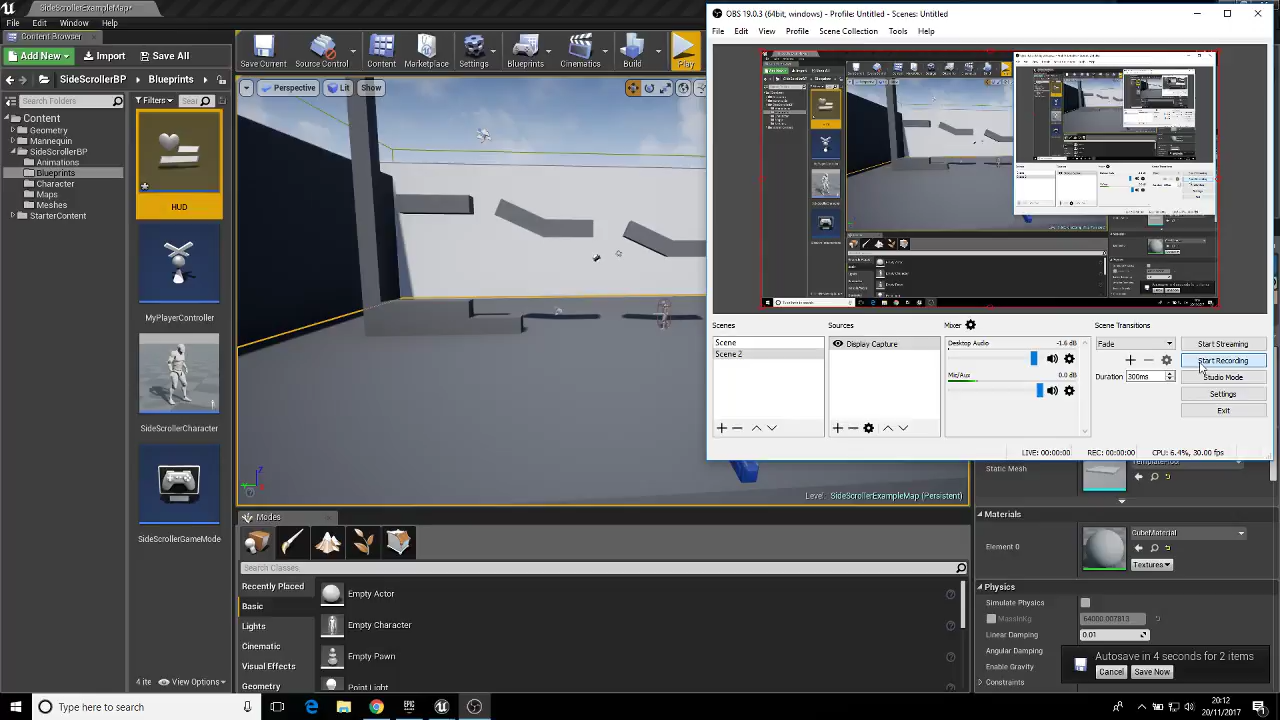 SideScrollerExampleMap*
File Edit Window Help
Content Browser
Add New Import Save All
SideScrollerBP Blueprints
Search Folders
Filters
Content
Geometry
Mannequin
SideScrollerBP
Animations
Blueprints
Character
Maps
Meshes
StarterContent
HUD
MyPlayerController
SideScrollerCharacter
SideScrollerGameMode
4 ite View Options
Save Current
Marketplace
Settings
Blueprints
Cinematics
Build
Play
Perspective Lit Show
Level: SideScrollerExampleMap (Persistent)
OBS 19.0.3 (64bit, windows) - Profile: Untitled - Scenes: Untitled
File Edit View Profile Scene Collection Tools Help
Scenes
Scene
Scene 2
Sources
Display Capture
Mixer
Desktop Audio -1.6 dB
Mic/Aux 0.0 dB
Scene Transitions
Fade
Duration 300ms
Start Streaming
Start Recording
Studio Mode
Settings
Exit
LIVE: 00:00:00 REC: 00:00:00 CPU: 6.4%, 30.00 fps
Modes
Search Classes
Recently Placed
Basic
Lights
Cinematic
Visual Effects
Geometry
Empty Actor
Empty Character
Empty Pawn
Point Light
Static Mesh
Materials
Element 0
CubeMaterial
Textures
Physics
Simulate Physics
MassInKg 64000.007813
Linear Damping 0.01
Angular Damping
Enable Gravity
Constraints
Autosave in 4 seconds for 2 items
Cancel Save Now
Type here to search
20:12
20/11/2017